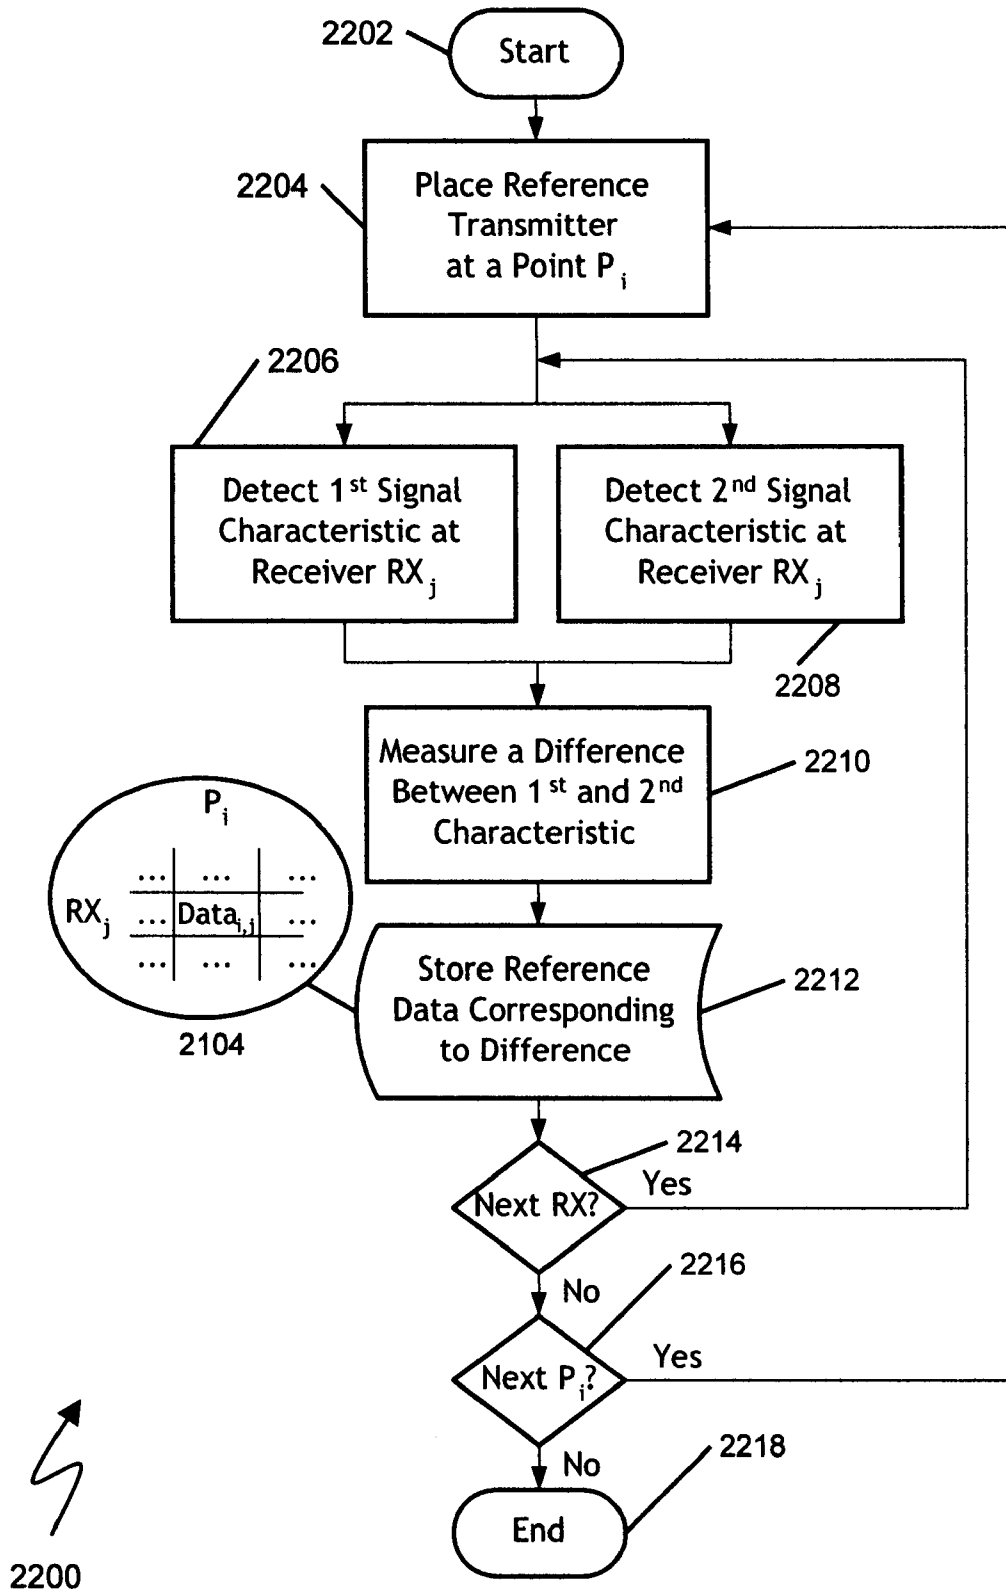 2202
Start
2204
Place Reference
Transmitter
at a Point P i
2206
Detect 1st Signal
Characteristic at
Receiver RX j
Detect 2nd Signal
Characteristic at
Receiver RX j
2208
Measure a Difference
Between 1st and 2nd
Characteristic
2210
P i
... ... ...
RX j ... Data i,j ...
... ... ...
2104
Store Reference
Data Corresponding
to Difference
2212
2214
Next RX?
Yes
No
2216
Next P i ?
Yes
No
2218
End
2200